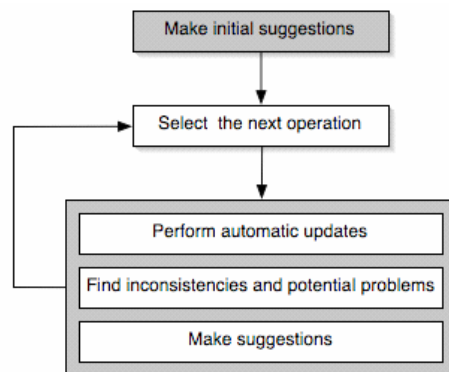 Make initial suggestions
Select the next operation
Perform automatic updates
Find inconsistencies and potential problems
Make suggestions